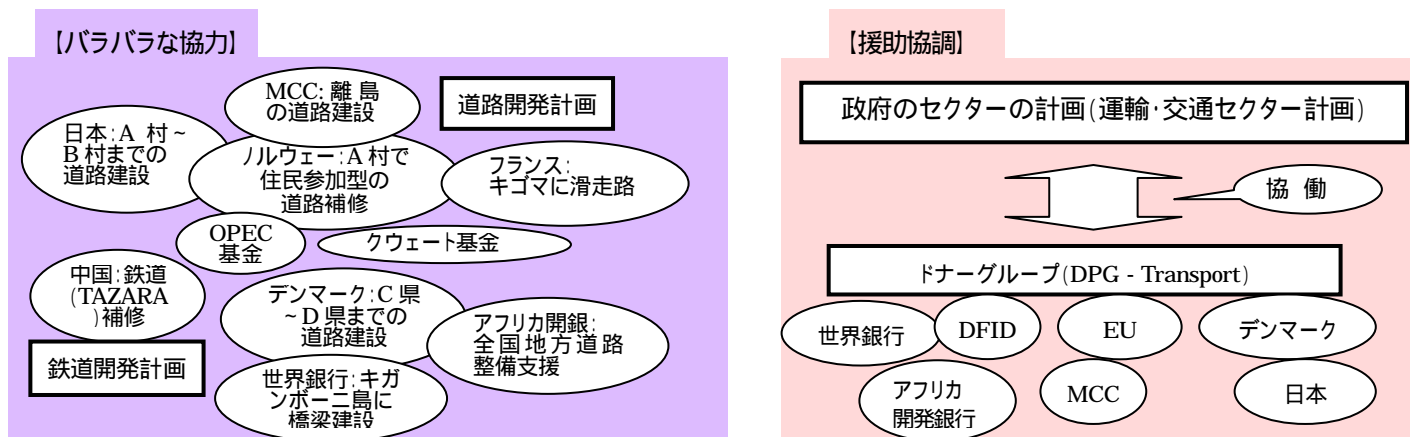 【バラバラな協力】
MCC: 離 島
の道路建設
道路開発計画
日本:A 村~
B村までの
道路建設
ノルウェー:A村で
住民参加型の
道路補修
フランス:
キゴマに滑走路
OPEC
基金
クウェート基金
中国:鉄道
(TAZARA
)補修
デンマーク:C 県
~D県までの
道路建設
アフリカ開銀:
全国地方道路
整備支援
鉄道開発計画
世界銀行:キガ
ンボーニ島に
橋梁建設
【援助協調】
政府のセクターの計画(運輸・交通セクター計画)
協 働
ドナーグループ(DPG - Transport)
世界銀行
DFID
EU
デンマーク
アフリカ
開発銀行
MCC
日本